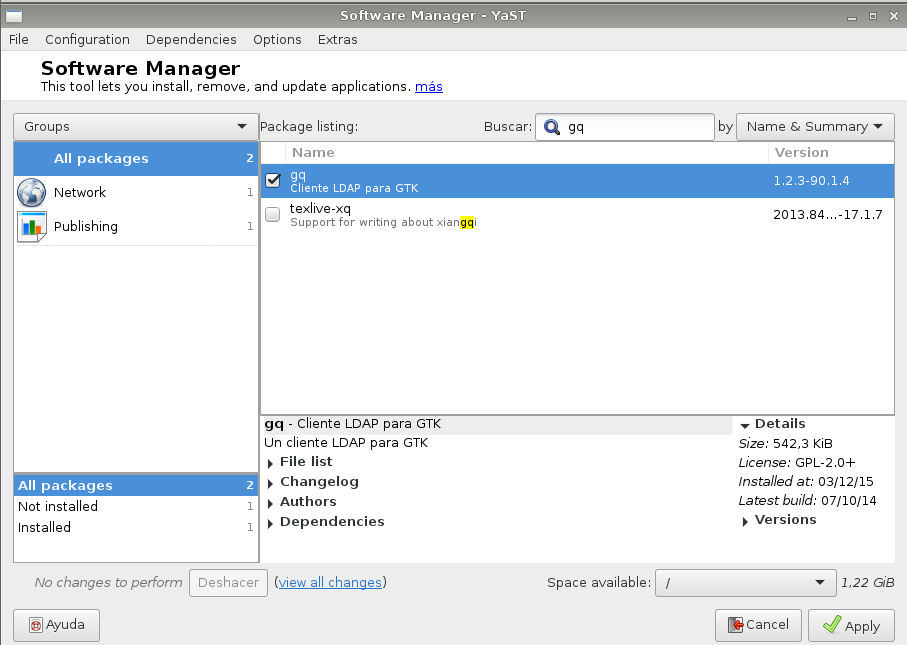 Software Manager - YaST
File Configuration Dependencies Options Extras
Software Manager
This tool lets you install, remove, and update applications. más
Groups
Package listing:
Buscar: gq by Name & Summary
All packages 2
Network 1
Publishing 1
Name Version
gq
Cliente LDAP para GTK
1.2.3-90.1.4
texlive-xq
Support for writing about xiangqi
2013.84...-17.1.7
All packages 2
Not installed 1
Installed 1
gq - Cliente LDAP para GTK
Un cliente LDAP para GTK
File list
Changelog
Authors
Dependencies
Details
Size: 542,3 KiB
License: GPL-2.0+
Installed at: 03/12/15
Latest build: 07/10/14
Versions
No changes to perform Deshacer (view all changes) Space available: / 1,22 GiB
Ayuda Cancel Apply